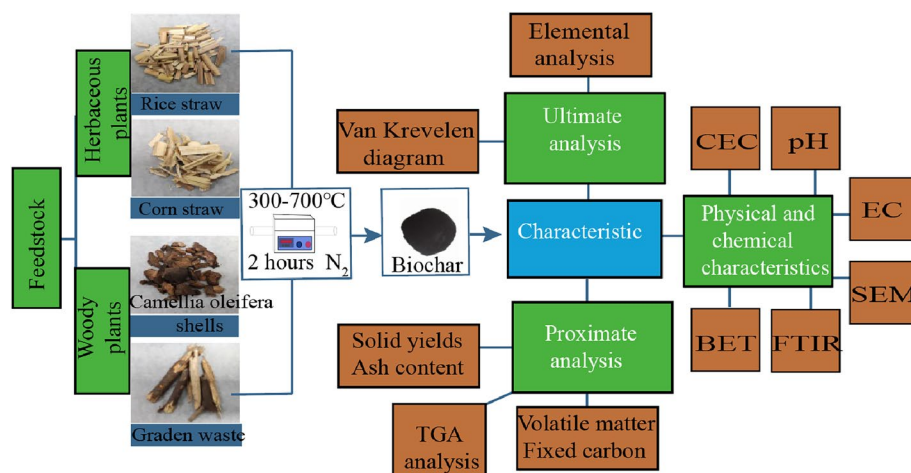 Feedstock
Herbaceous
plants
Woody
plants
Rice straw
Corn straw
Camellia oleifera
shells
Graden waste
300-700℃
2 hours N₂
Biochar
Characteristic
Elemental
analysis
Ultimate
analysis
Van Krevelen
diagram
Proximate
analysis
Solid yields
Ash content
TGA
analysis
Volatile matter
Fixed carbon
Physical and
chemical
characteristics
CEC
pH
EC
SEM
FTIR
BET